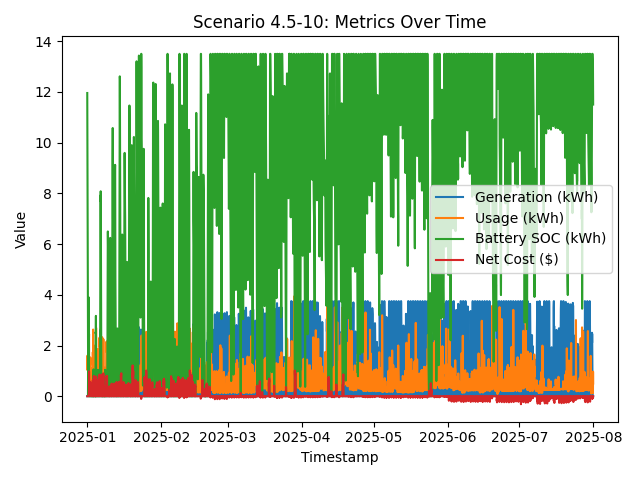 Scenario 4.5-10: Metrics Over Time
Value
14
12
10
8
6
4
2
0
Generation (kWh)
Usage (kWh)
Battery SOC (kWh)
Net Cost ($)
2025-01 2025-02 2025-03 2025-04 2025-05 2025-06 2025-07 2025-08
Timestamp